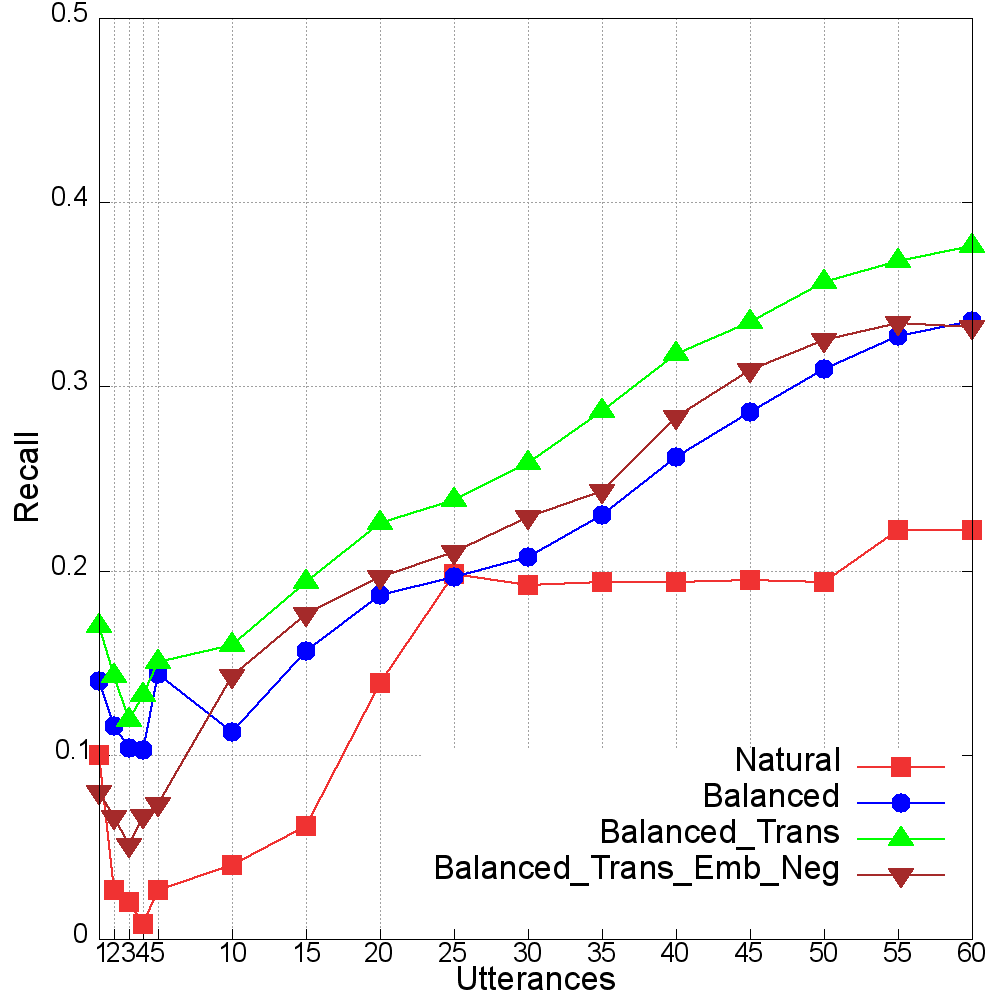 0.5
0.4
0.3
0.2
0.1
0
Recall
1 2 3 4 5 10 15 20 25 30 35 40 45 50 55 60
Utterances
Natural
Balanced
Balanced_Trans
Balanced_Trans_Emb_Neg